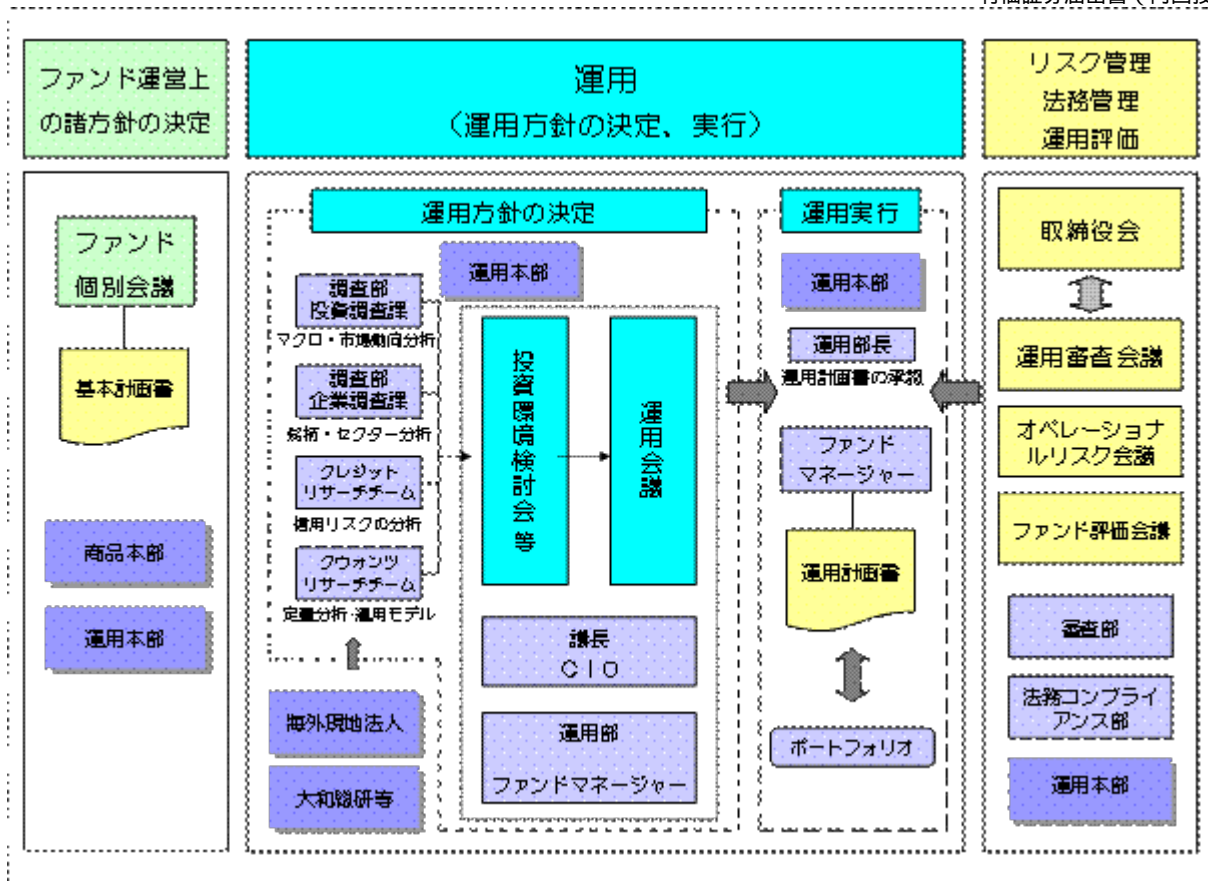 ファンド運営上
の諸方針の決定
運用
（運用方針の決定、実行）
リスク管理
法務管理
運用評価
ファンド
個別会議
基本計画書
商品本部
運用本部
運用方針の決定
運用本部
調査部
投資調査課
マクロ・市場動向分析
調査部
企業調査課
銘柄・セクター分析
クレジット
リサーチチーム
信用リスクの分析
クウォンツ
リサーチチーム
定量分析・運用モデル
海外現地法人
大和総研等
投資環境検討会等
運用会議
議長
ＣＩＯ
運用部
ファンドマネージャー
運用実行
運用本部
運用部長
運用計画書の承認
ファンド
マネージャー
運用計画書
ポートフォリオ
取締役会
運用審査会議
オペレーショナ
ルリスク会議
ファンド評価会議
審査部
法務コンプライ
アンス部
運用本部